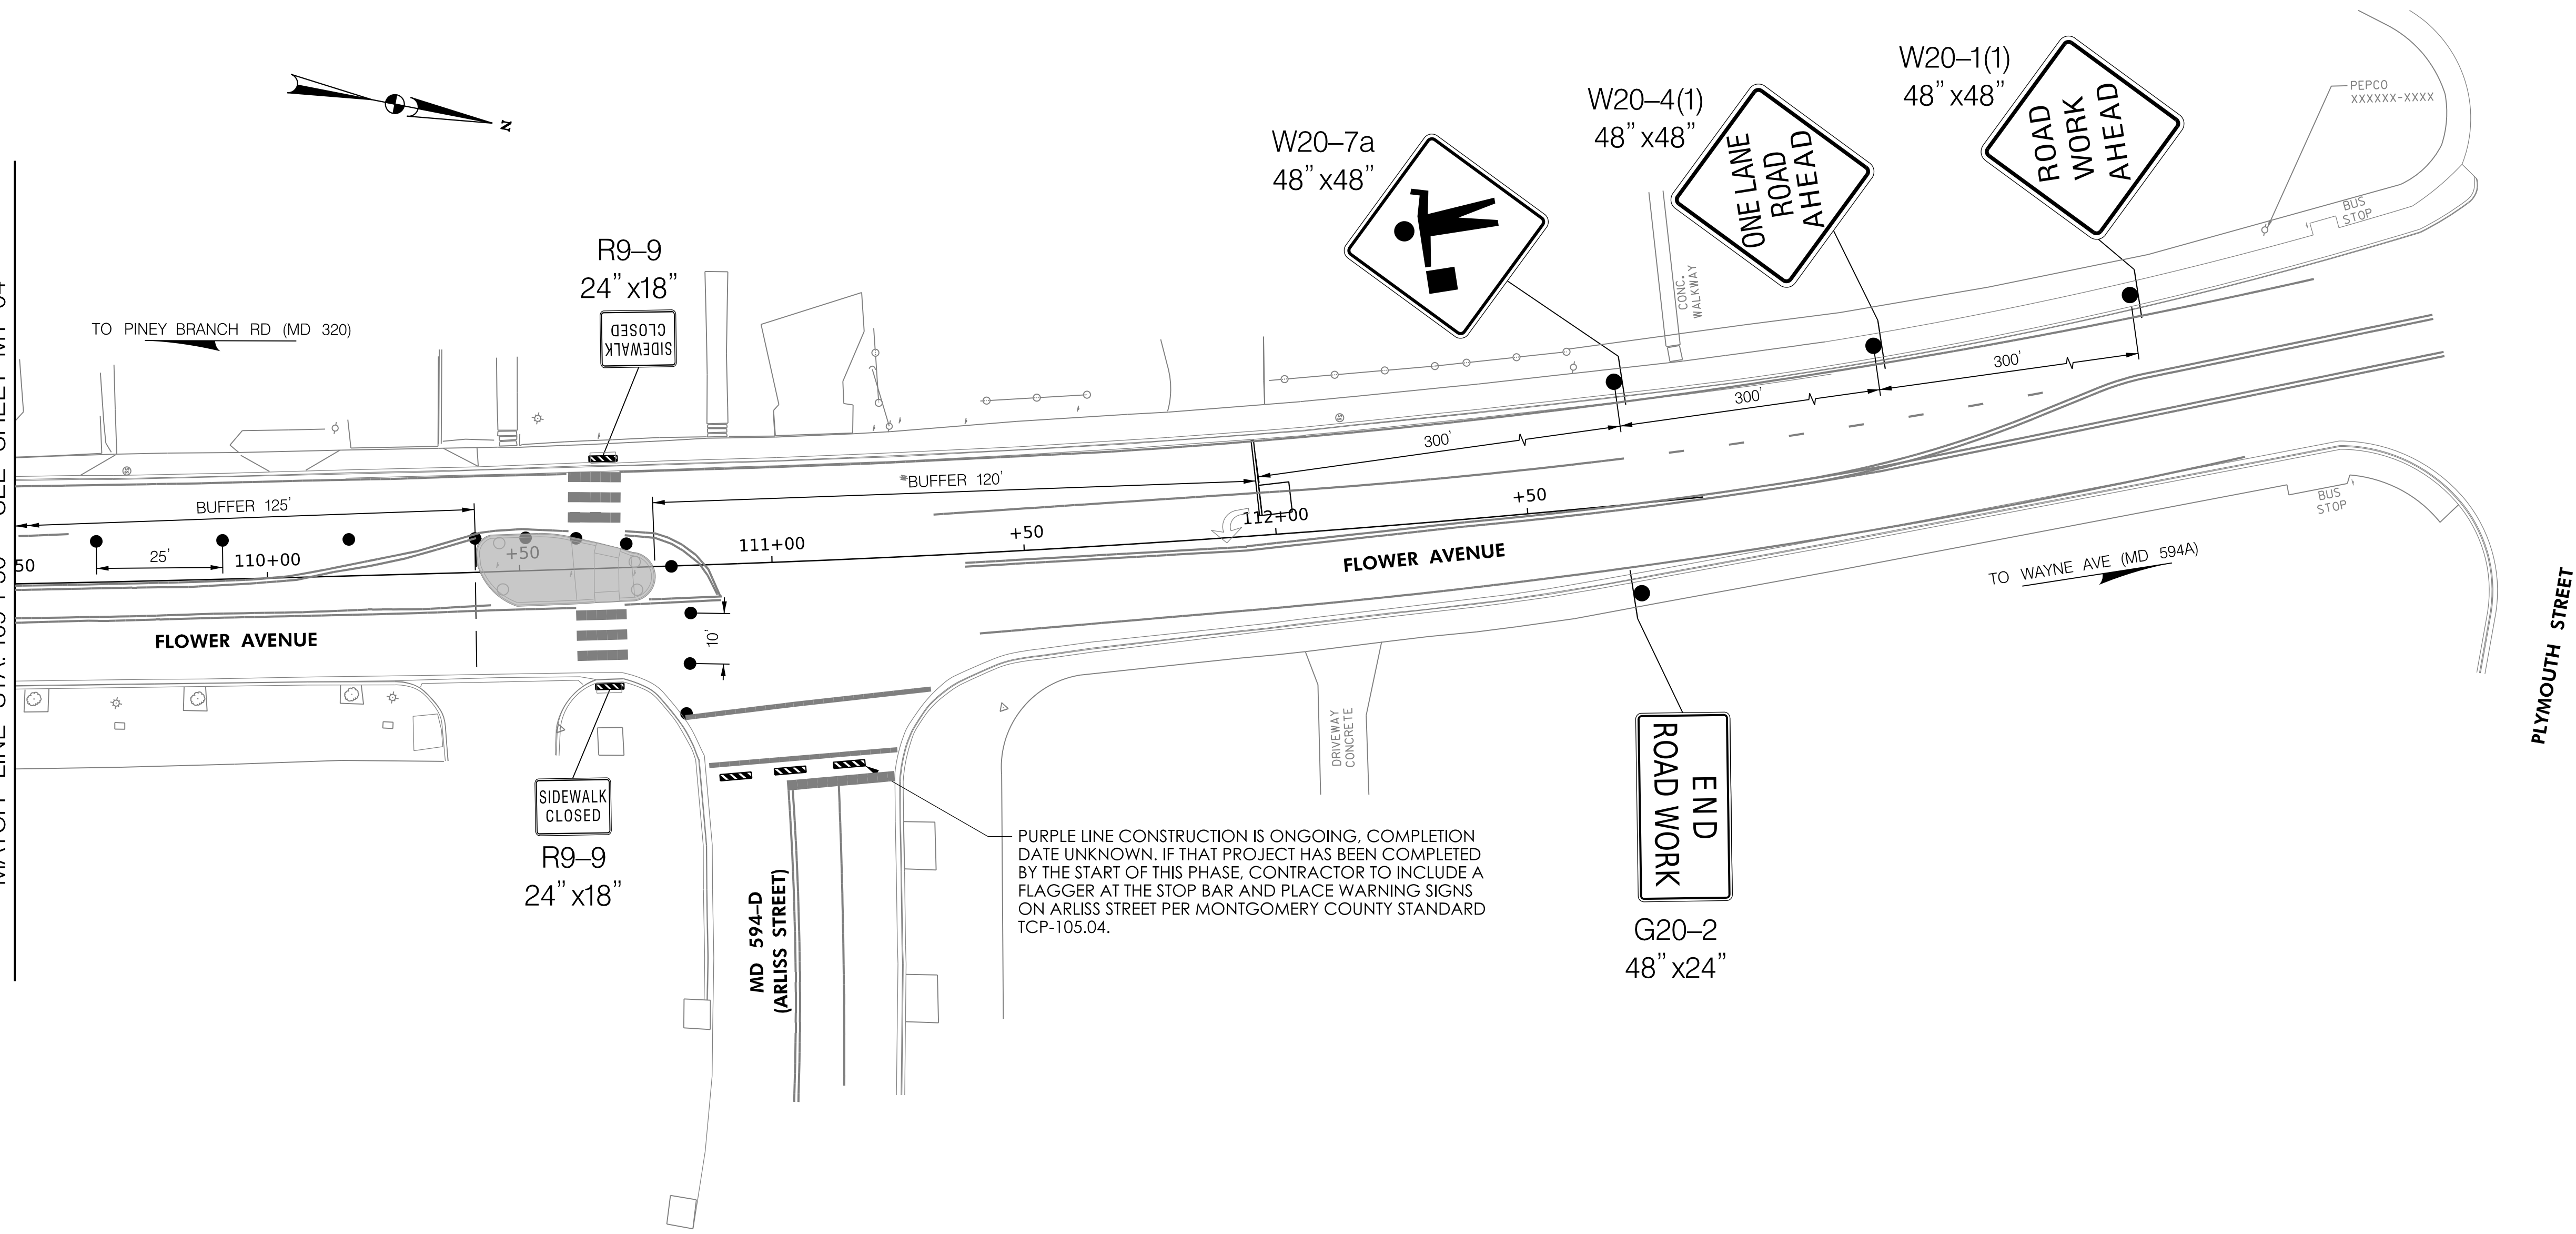 W20–1(1)
48”x48”
ROAD
WORK
AHEAD
PEPCO
XXXXXX-XXXX
W20–4(1)
48”x48”
ONE LANE
ROAD
AHEAD
W20–7a
48”x48”
N
R9–9
24”x18”
SIDEWALK
CLOSED
CONC.
WALKWAY
BUS
STOP
TO PINEY BRANCH RD (MD 320)
300'
300'
300'
*BUFFER 120'
BUFFER 125'
25'
50
110+00
+50
111+00
+50
112+00
+50
FLOWER AVENUE
FLOWER AVENUE
10'
BUS
STOP
TO WAYNE AVE (MD 594A)
PLYMOUTH STREET
DRIVEWAY
CONCRETE
SIDEWALK
CLOSED
R9–9
24”x18”
END
ROAD WORK
G20–2
48”x24”
MD 594–D
(ARLISS STREET)
PURPLE LINE CONSTRUCTION IS ONGOING, COMPLETION
DATE UNKNOWN. IF THAT PROJECT HAS BEEN COMPLETED
BY THE START OF THIS PHASE, CONTRACTOR TO INCLUDE A
FLAGGER AT THE STOP BAR AND PLACE WARNING SIGNS
ON ARLISS STREET PER MONTGOMERY COUNTY STANDARD
TCP-105.04.